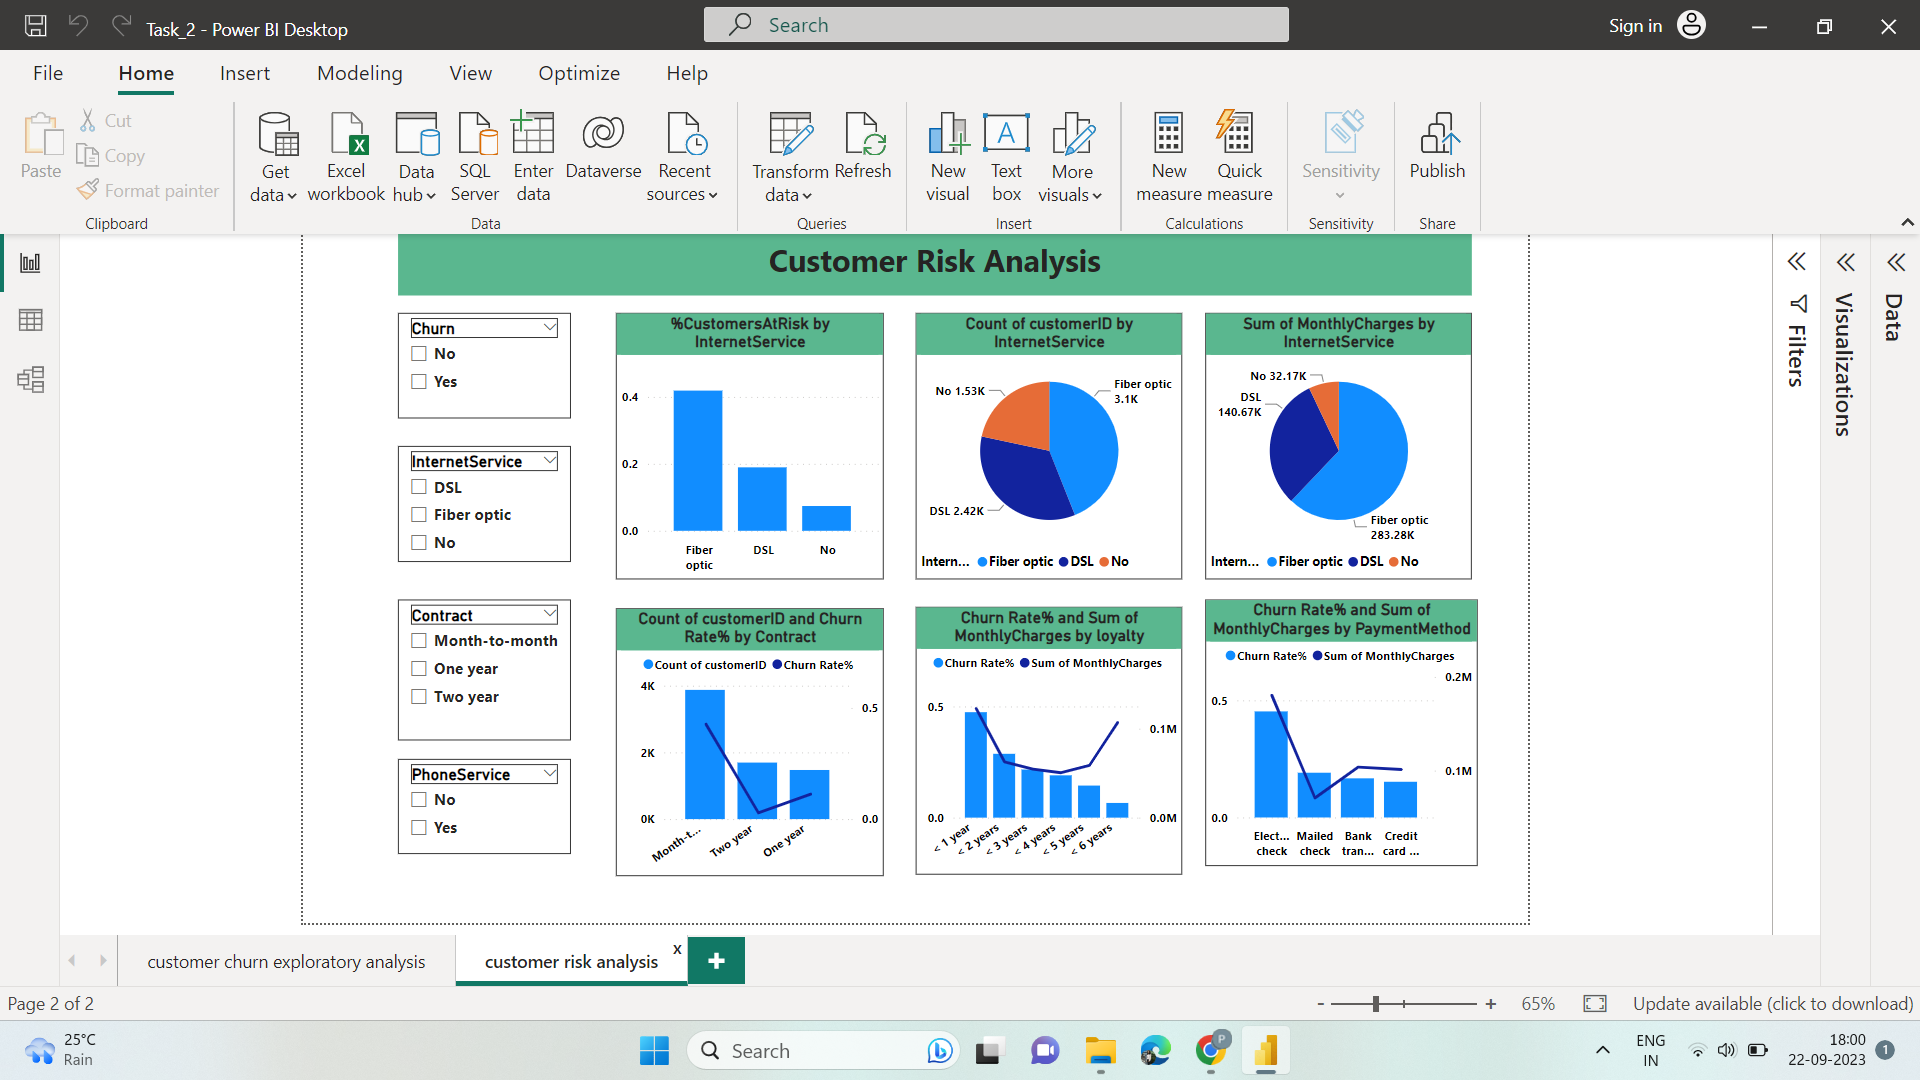 Task_2 - Power BI Desktop
Search
Sign in
File Home Insert Modeling View Optimize Help
Paste
Cut
Copy
Format painter
Clipboard
Get data
Excel workbook
Data hub
SQL Server
Enter data
Dataverse
Recent sources
Data
Transform data
Refresh
Queries
New visual
Text box
More visuals
Insert
New measure
Quick measure
Calculations
Sensitivity
Sensitivity
Publish
Share
Customer Risk Analysis
Churn
No
Yes
InternetService
DSL
Fiber optic
No
Contract
Month-to-month
One year
Two year
PhoneService
No
Yes
%CustomersAtRisk by
InternetService
0.4
0.2
0.0
Fiber optic
DSL
No
Count of customerID by
InternetService
No 1.53K
Fiber optic
3.1K
DSL 2.42K
Intern... Fiber optic DSL No
Sum of MonthlyCharges by
InternetService
No 32.17K
DSL
140.67K
Fiber optic
283.28K
Intern... Fiber optic DSL No
Count of customerID and Churn
Rate% by Contract
Count of customerID Churn Rate%
4K
2K
0K
0.5
0.0
Month-t...
Two year
One year
Churn Rate% and Sum of
MonthlyCharges by loyalty
Churn Rate% Sum of MonthlyCharges
0.5
0.0
0.1M
0.0M
< 1 year
< 2 years
< 3 years
< 4 years
< 5 years
< 6 years
Churn Rate% and Sum of
MonthlyCharges by PaymentMethod
Churn Rate% Sum of MonthlyCharges
0.5
0.0
0.2M
0.1M
Elect... check
Mailed check
Bank tran...
Credit card ...
Filters
Visualizations
Data
customer churn exploratory analysis
customer risk analysis
x
Page 2 of 2
- + 65%
Update available (click to download)
25°C
Rain
Search
P
ENG
IN
18:00
22-09-2023
1